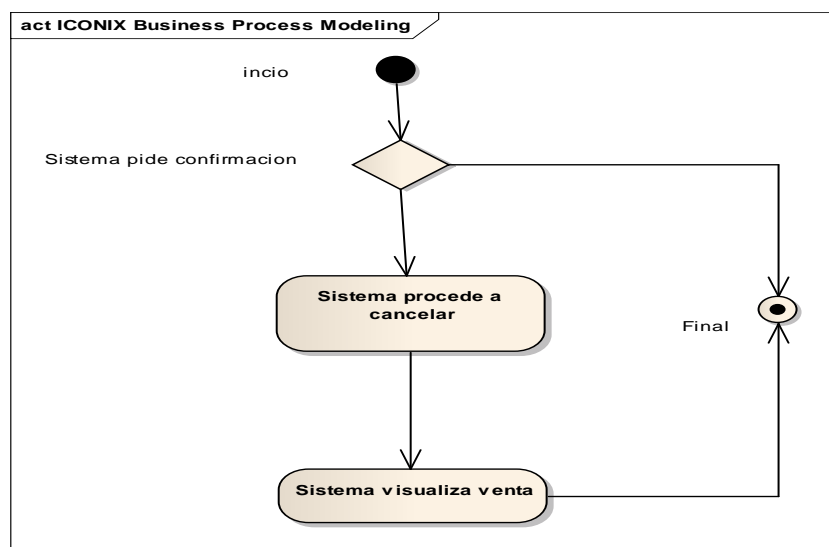 act ICONIX Business Process Modeling
incio
Sistema pide confirmacion
Sistema procede a
cancelar
Final
Sistema visualiza venta